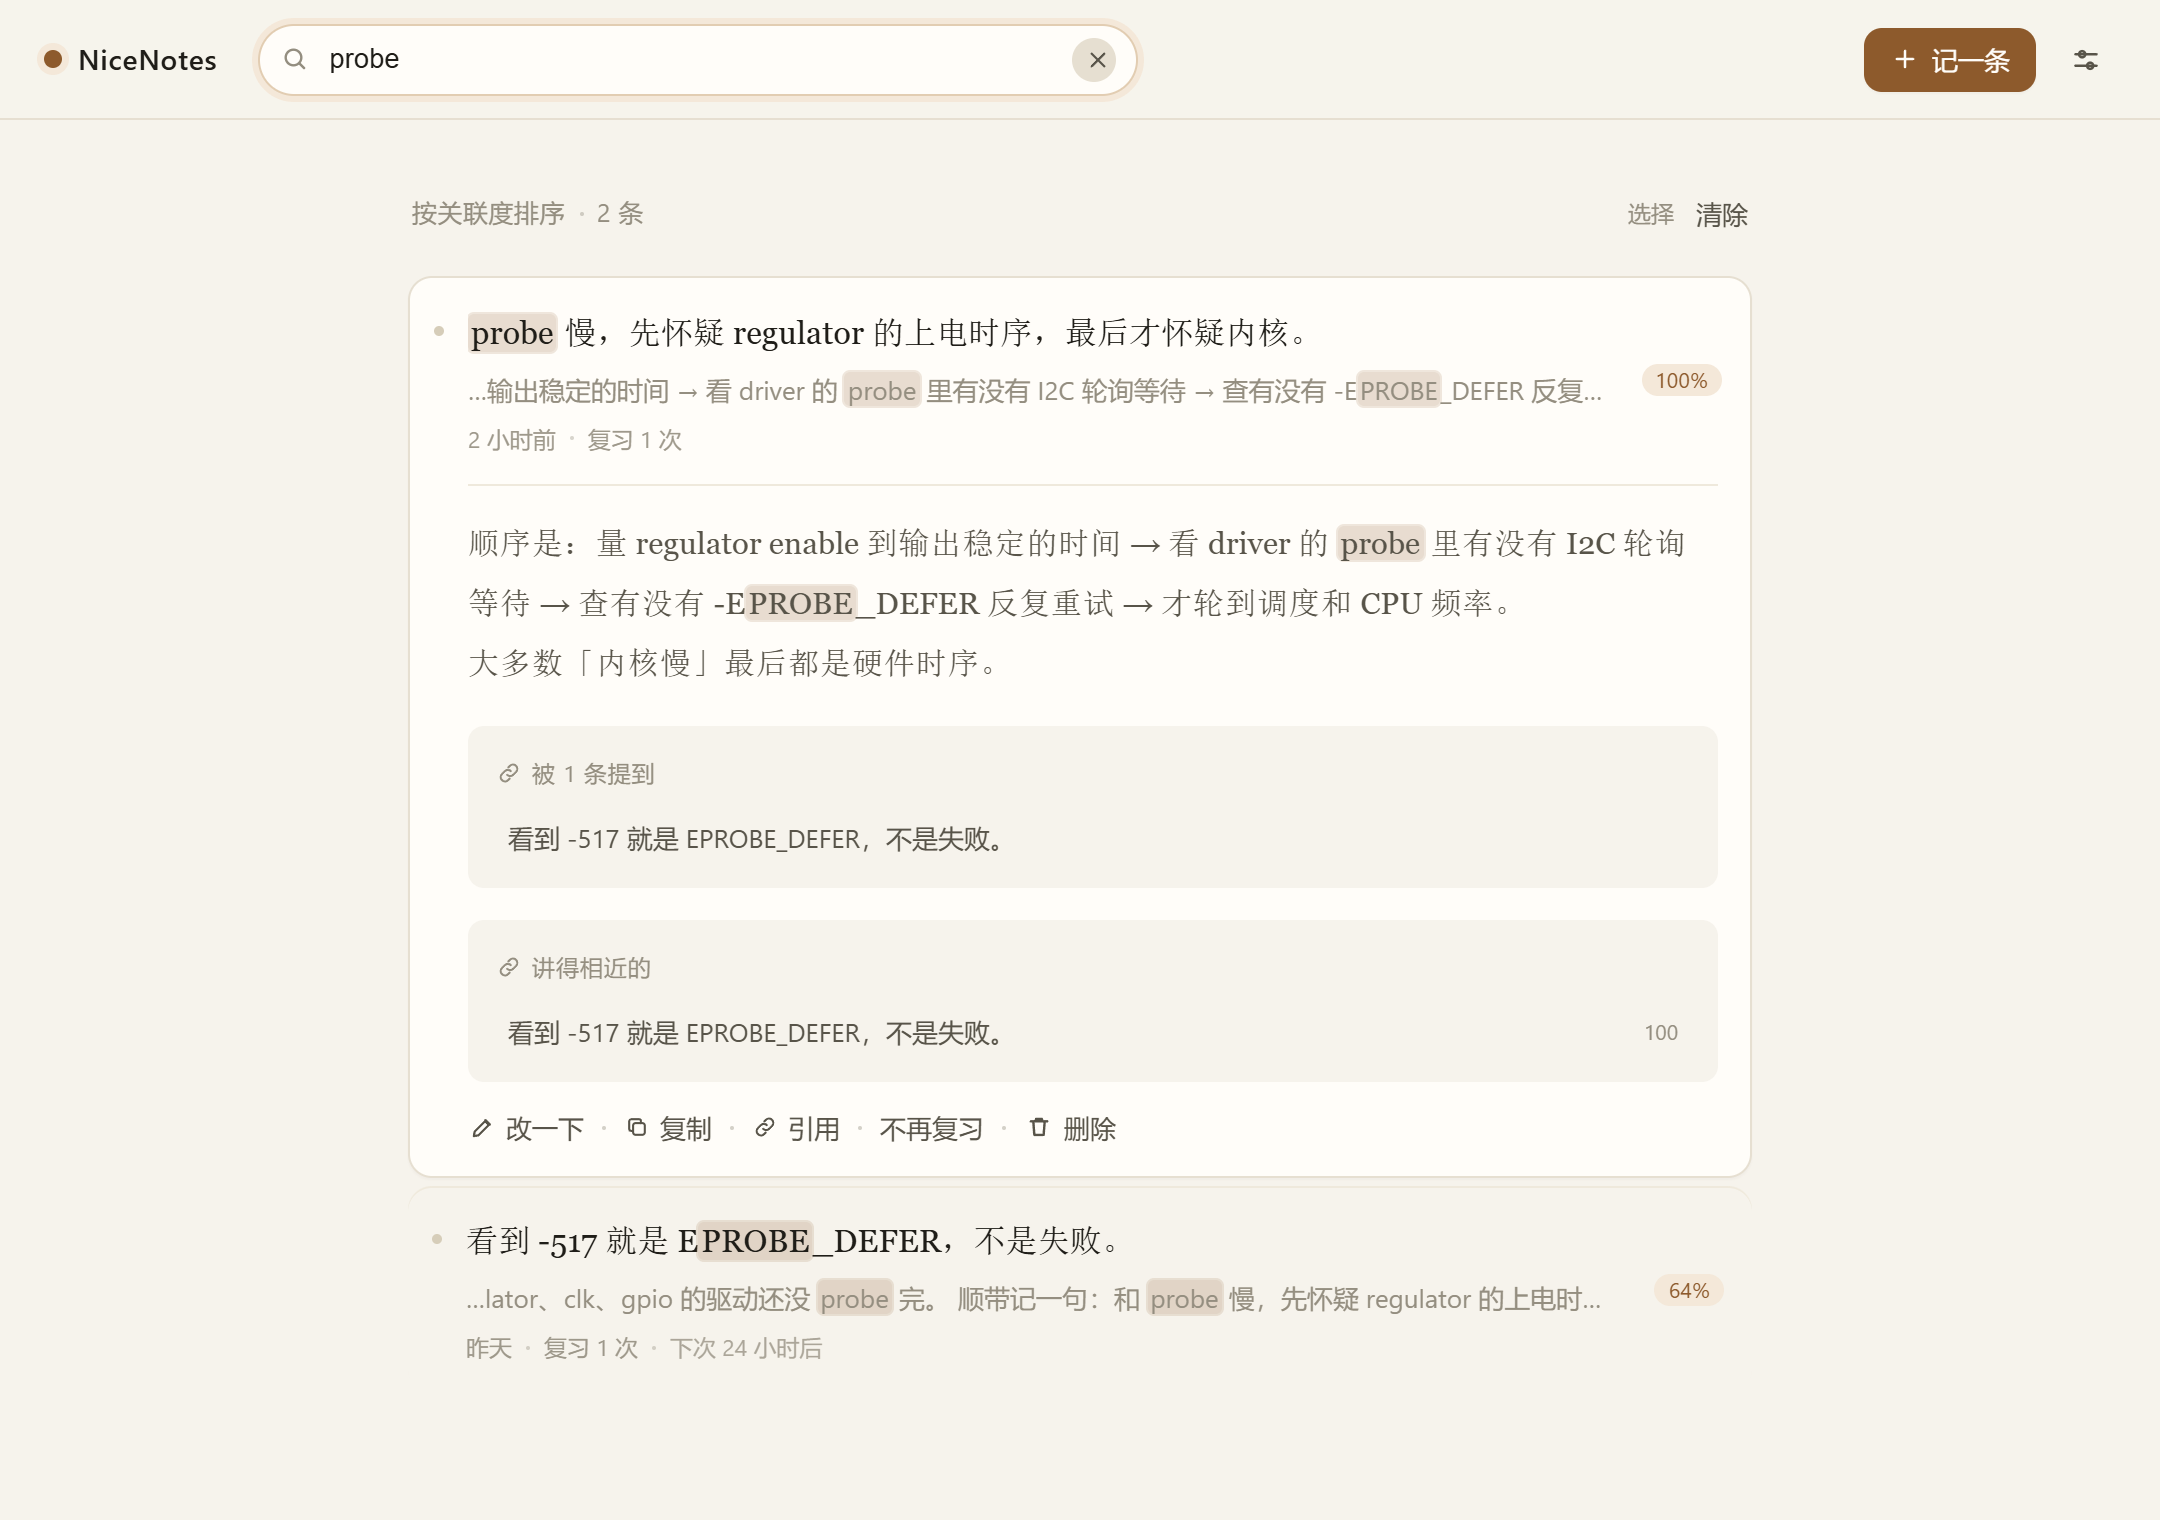 NiceNotes
probe
记一条
按关联度排序 · 2 条
选择 清除
probe 慢，先怀疑 regulator 的上电时序，最后才怀疑内核。
...输出稳定的时间 → 看 driver 的 probe 里有没有 I2C 轮询等待 → 查有没有 -EPROBE_DEFER 反复...
100%
2 小时前 · 复习 1 次
顺序是：量 regulator enable 到输出稳定的时间 → 看 driver 的 probe 里有没有 I2C 轮询
等待 → 查有没有 -EPROBE_DEFER 反复重试 → 才轮到调度和 CPU 频率。
大多数「内核慢」最后都是硬件时序。
被 1 条提到
看到 -517 就是 EPROBE_DEFER，不是失败。
讲得相近的
看到 -517 就是 EPROBE_DEFER，不是失败。 100
改一下 · 复制 · 引用 · 不再复习 · 删除
看到 -517 就是 EPROBE_DEFER，不是失败。
...lator、clk、gpio 的驱动还没 probe 完。 顺带记一句：和 probe 慢，先怀疑 regulator 的上电时...
64%
昨天 · 复习 1 次 · 下次 24 小时后